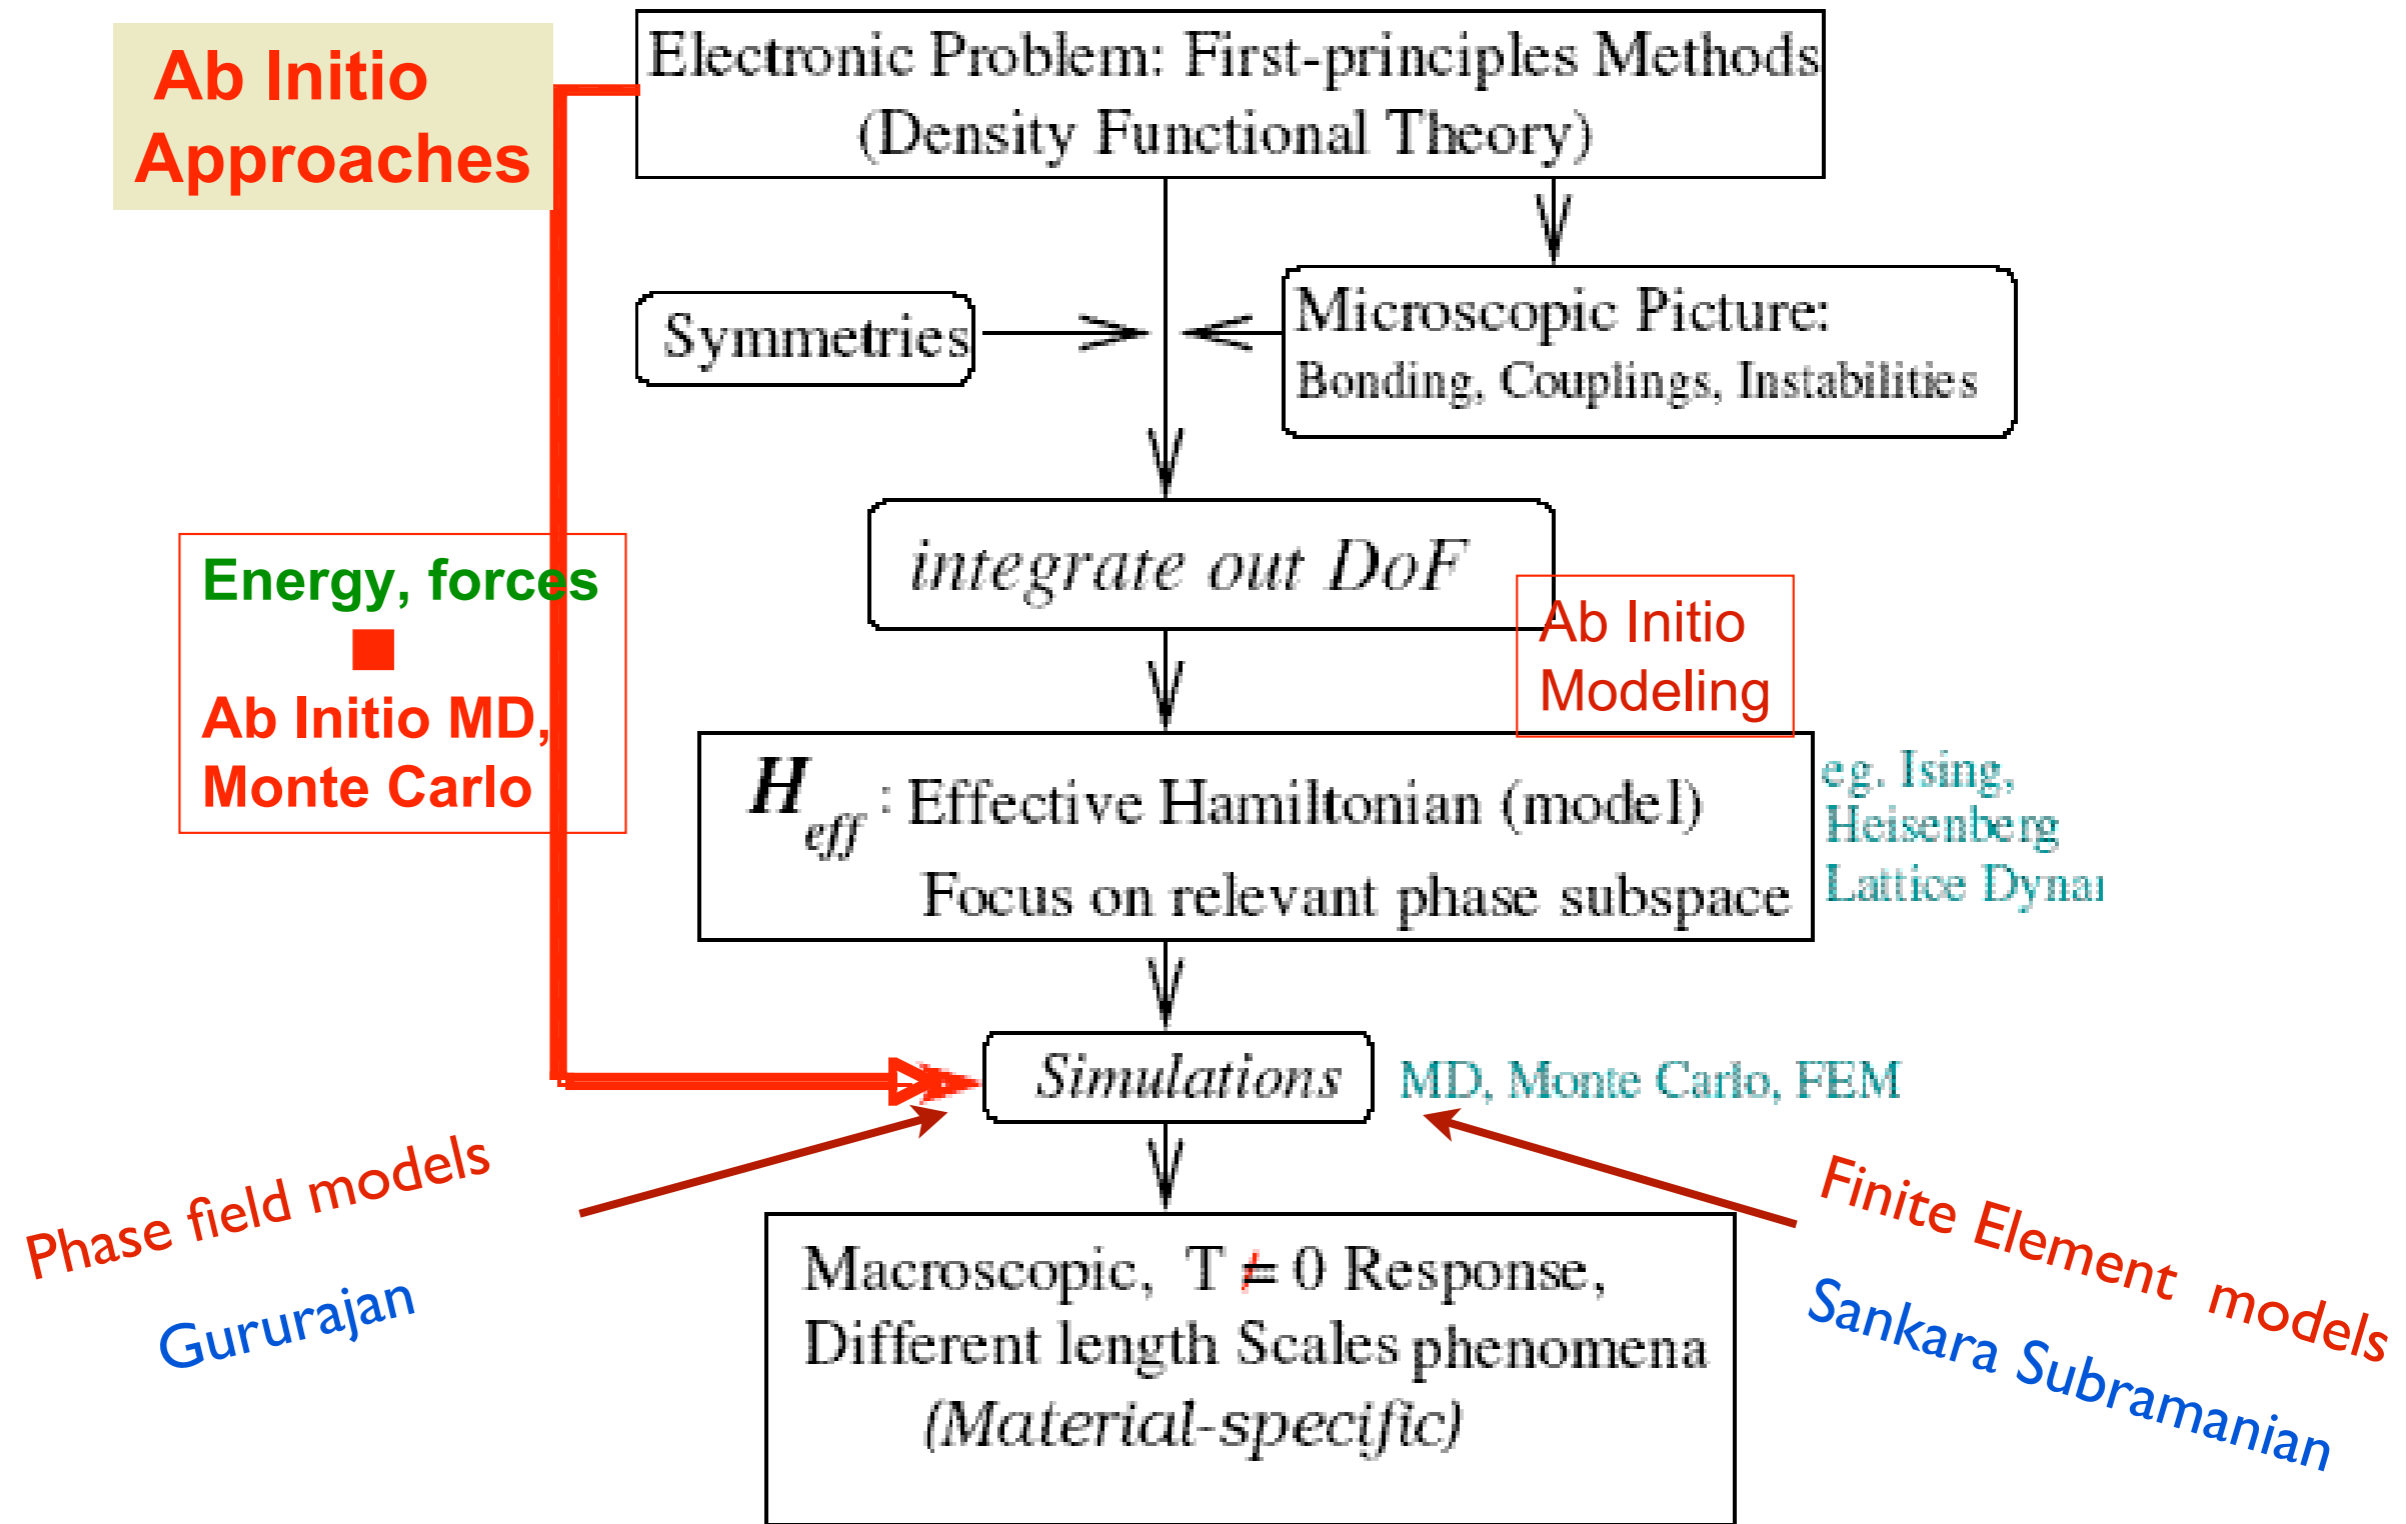 Ab Initio
Approaches
Electronic Problem: First-principles Methods
(Density Functional Theory)
Symmetries
Microscopic Picture:
Bonding, Couplings, Instabilities
integrate out DoF
Energy, forces
Ab Initio MD,
Monte Carlo
Ab Initio
Modeling
H eff : Effective Hamiltonian (model)
Focus on relevant phase subspace
eg. Ising,
Heisenberg
Lattice Dynai
Simulations
MD, Monte Carlo, FEM
Phase field models
Gururajan
Finite Element models
Sankara Subramanian
Macroscopic, T ≠ 0 Response,
Different length Scales phenomena
(Material-specific)